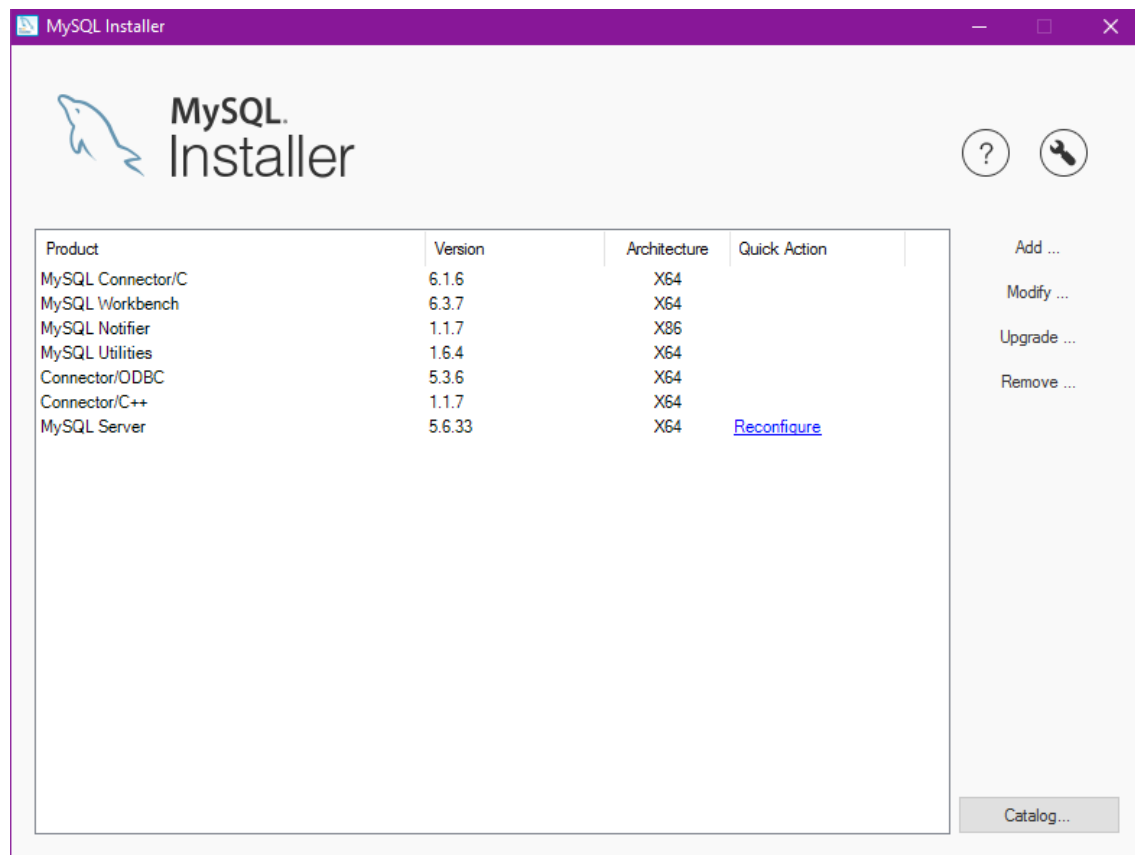 MySQL Installer
MySQL.
Installer
?
Product Version Architecture Quick Action
MySQL Connector/C 6.1.6 X64
MySQL Workbench 6.3.7 X64
MySQL Notifier 1.1.7 X86
MySQL Utilities 1.6.4 X64
Connector/ODBC 5.3.6 X64
Connector/C++ 1.1.7 X64
MySQL Server 5.6.33 X64 Reconfigure
Add ...
Modify ...
Upgrade ...
Remove ...
Catalog...